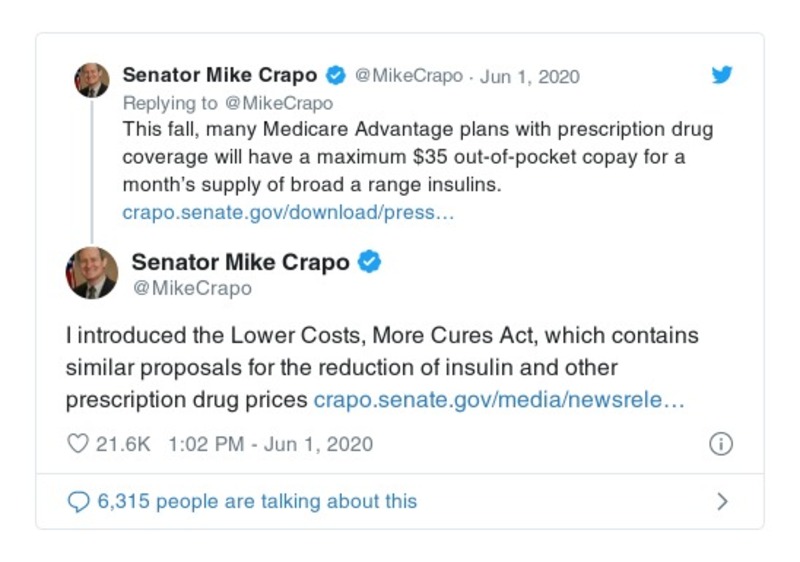 Senator Mike Crapo @MikeCrapo · Jun 1, 2020
Replying to @MikeCrapo
This fall, many Medicare Advantage plans with prescription drug
coverage will have a maximum $35 out-of-pocket copay for a
month’s supply of broad a range insulins.
crapo.senate.gov/download/press…
Senator Mike Crapo
@MikeCrapo
I introduced the Lower Costs, More Cures Act, which contains
similar proposals for the reduction of insulin and other
prescription drug prices crapo.senate.gov/media/newsrele…
21.6K 1:02 PM - Jun 1, 2020
6,315 people are talking about this